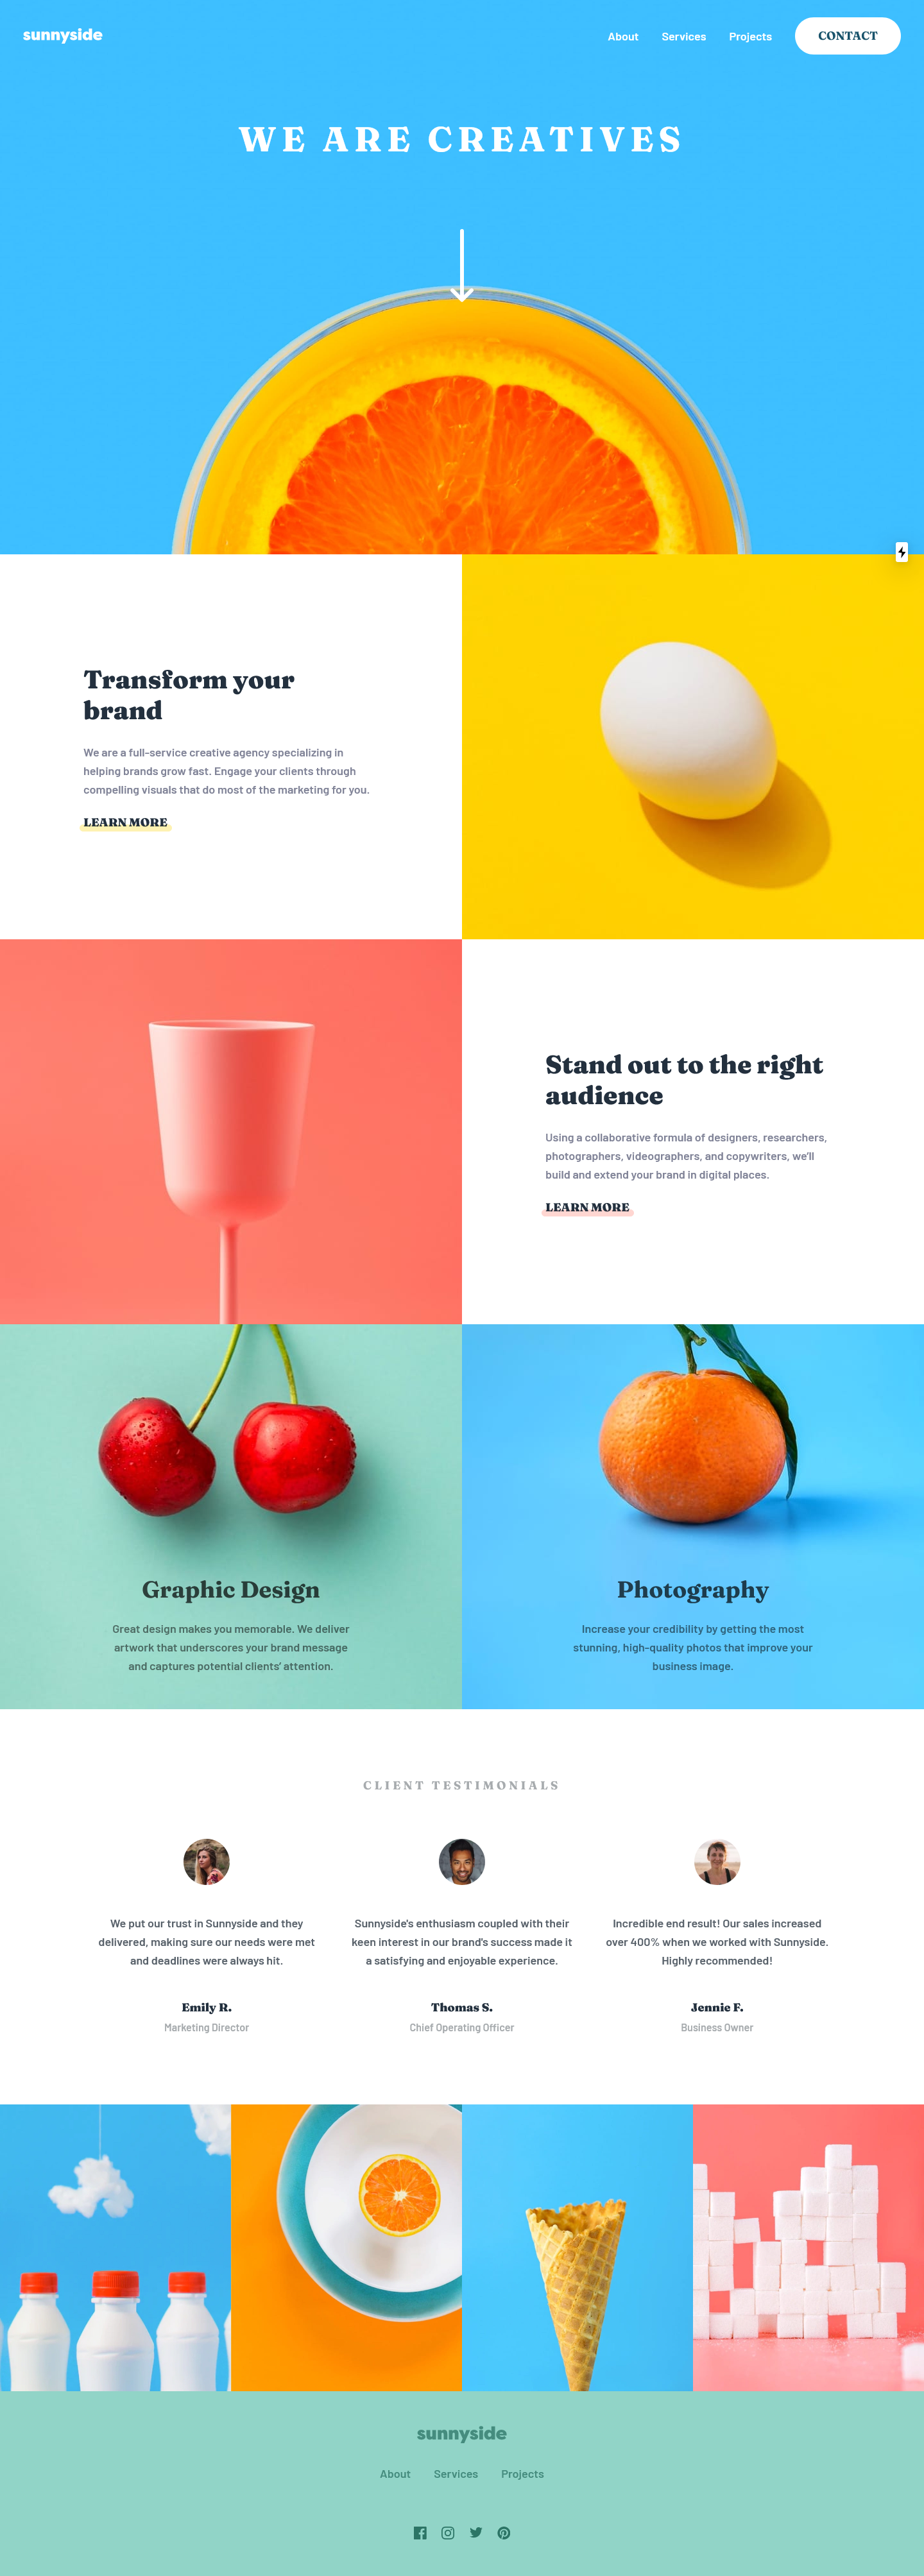 sunnyside
About Services Projects CONTACT
WE ARE CREATIVES
Transform your
brand
We are a full-service creative agency specializing in
helping brands grow fast. Engage your clients through
compelling visuals that do most of the marketing for you.
LEARN MORE
Stand out to the right
audience
Using a collaborative formula of designers, researchers,
photographers, videographers, and copywriters, we'll
build and extend your brand in digital places.
LEARN MORE
Graphic Design
Great design makes you memorable. We deliver
artwork that underscores your brand message
and captures potential clients' attention.
Photography
Increase your credibility by getting the most
stunning, high-quality photos that improve your
business image.
CLIENT TESTIMONIALS
We put our trust in Sunnyside and they
delivered, making sure our needs were met
and deadlines were always hit.
Emily R.
Marketing Director
Sunnyside's enthusiasm coupled with their
keen interest in our brand's success made it
a satisfying and enjoyable experience.
Thomas S.
Chief Operating Officer
Incredible end result! Our sales increased
over 400% when we worked with Sunnyside.
Highly recommended!
Jennie F.
Business Owner
sunnyside
About Services Projects